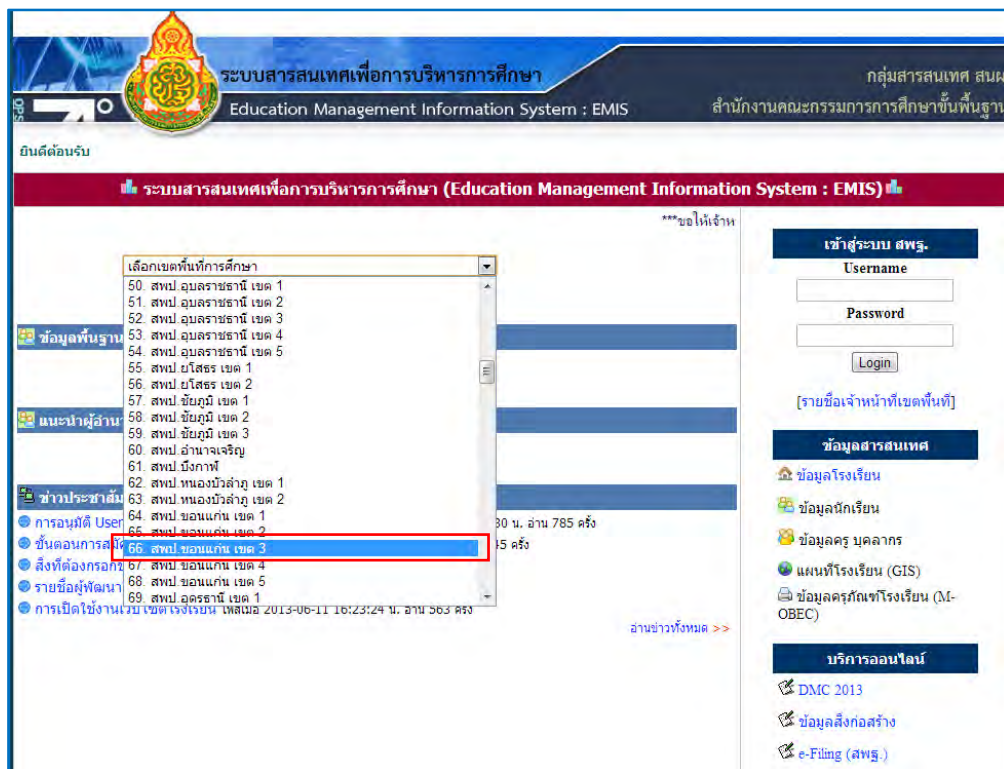 ระบบสารสนเทศเพื่อการบริหารการศึกษา
Education Management Information System : EMIS
กลุ่มสารสนเทศ สนผ
สำนักงานคณะกรรมการการศึกษาขั้นพื้นฐาน
ยินดีต้อนรับ
ระบบสารสนเทศเพื่อการบริหารการศึกษา (Education Management Information System : EMIS)
***ขอให้เจ้าห
เลือกเขตพื้นที่การศึกษา
50. สพป.อุบลราชธานี เขต 1
51. สพป.อุบลราชธานี เขต 2
52. สพป.อุบลราชธานี เขต 3
53. สพป.อุบลราชธานี เขต 4
54. สพป.อุบลราชธานี เขต 5
55. สพป.ยโสธร เขต 1
56. สพป.ยโสธร เขต 2
57. สพป.ชัยภูมิ เขต 1
58. สพป.ชัยภูมิ เขต 2
59. สพป.ชัยภูมิ เขต 3
60. สพป.อำนาจเจริญ
61. สพป.บึงกาฬ
62. สพป.หนองบัวลำภู เขต 1
63. สพป.หนองบัวลำภู เขต 2
64. สพป.ขอนแก่น เขต 1
65. สพป.ขอนแก่น เขต 2
66. สพป.ขอนแก่น เขต 3
67. สพป.ขอนแก่น เขต 4
68. สพป.ขอนแก่น เขต 5
69. สพป.อุดรธานี เขต 1
ข้อมูลพื้นฐาน
แนะนำผู้อำน
ข่าวประชาสัม
การอนุมัติ User 30 น. อ่าน 785 ครั้ง
ขั้นตอนการสมั 45 ครั้ง
สิ่งที่ต้องกรอกข
รายชื่อผู้พัฒนา
การเปิดใช้งานเว็บไซต์โรงเรียน โพสเมื่อ 2013-06-11 16:23:24 น. อ่าน 563 ครั้ง
อ่านข่าวทั้งหมด >>
เข้าสู่ระบบ สพฐ.
Username
Password
Login
[รายชื่อเจ้าหน้าที่เขตพื้นที่]
ข้อมูลสารสนเทศ
ข้อมูลโรงเรียน
ข้อมูลนักเรียน
ข้อมูลครู บุคลากร
แผนที่โรงเรียน (GIS)
ข้อมูลครุภัณฑ์โรงเรียน (M-
OBEC)
บริการออนไลน์
DMC 2013
ข้อมูลสิ่งก่อสร้าง
e-Filing (สพฐ.)